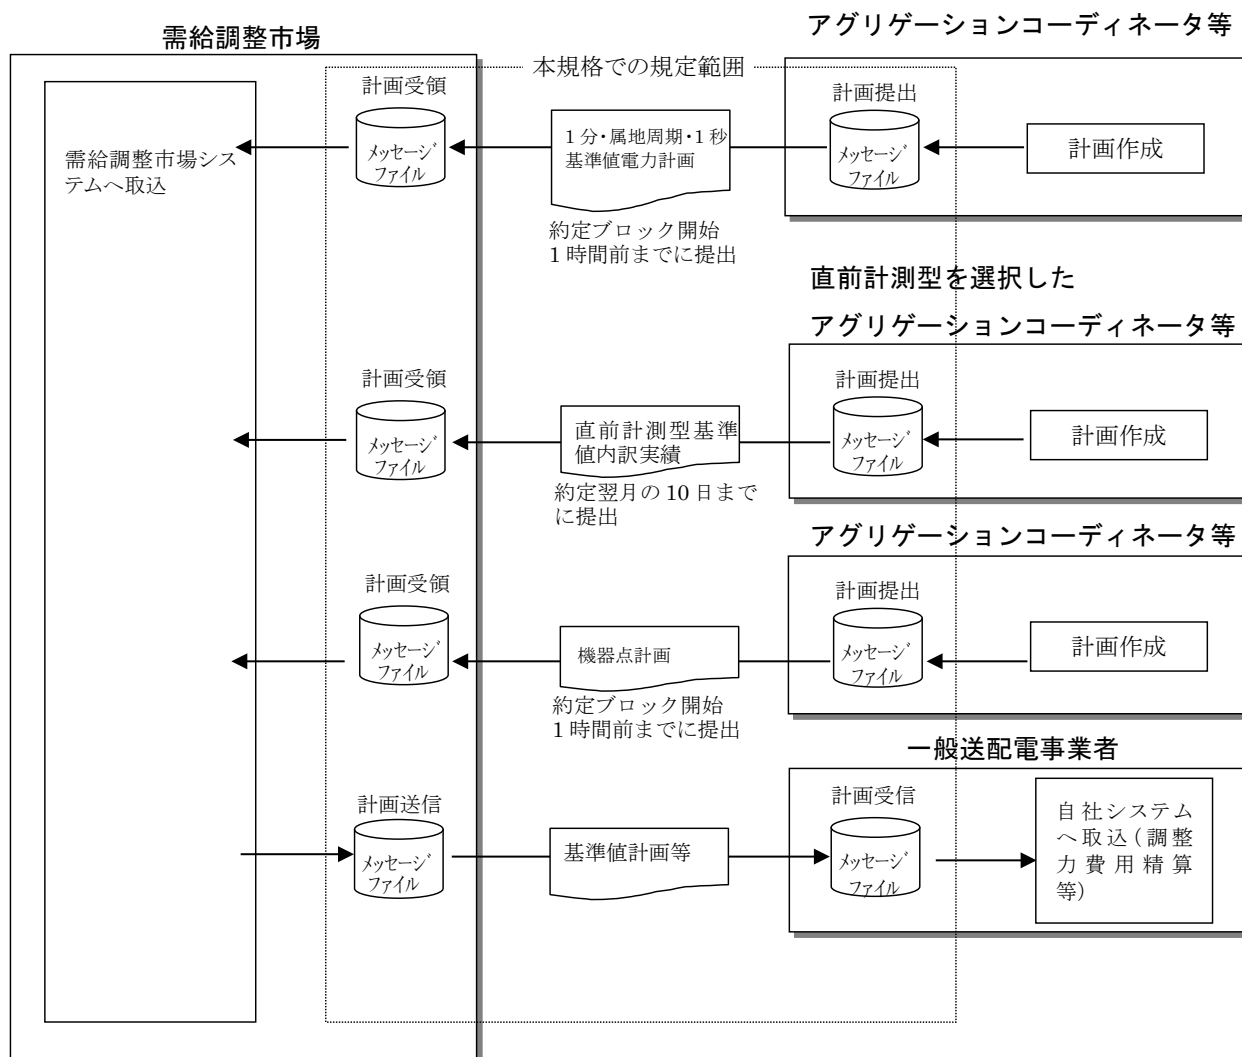 需給調整市場
アグリゲーションコーディネータ等
本規格での規定範囲
計画受領
計画提出
需給調整市場シス
テムへ取込
メッセージ
ファイル
1分・属地周期・1秒
基準値電力計画
メッセージ
ファイル
計画作成
約定ブロック開始
1時間前までに提出
直前計測型を選択した
アグリゲーションコーディネータ等
計画受領
計画提出
メッセージ
ファイル
直前計測型基準
値内訳実績
メッセージ
ファイル
計画作成
約定翌月の10日まで
に提出
アグリゲーションコーディネータ等
計画受領
計画提出
メッセージ
ファイル
機器点計画
メッセージ
ファイル
計画作成
約定ブロック開始
1時間前までに提出
一般送配電事業者
計画送信
計画受信
メッセージ
ファイル
基準値計画等
メッセージ
ファイル
自社システム
へ取込(調整
力費用精算
等)